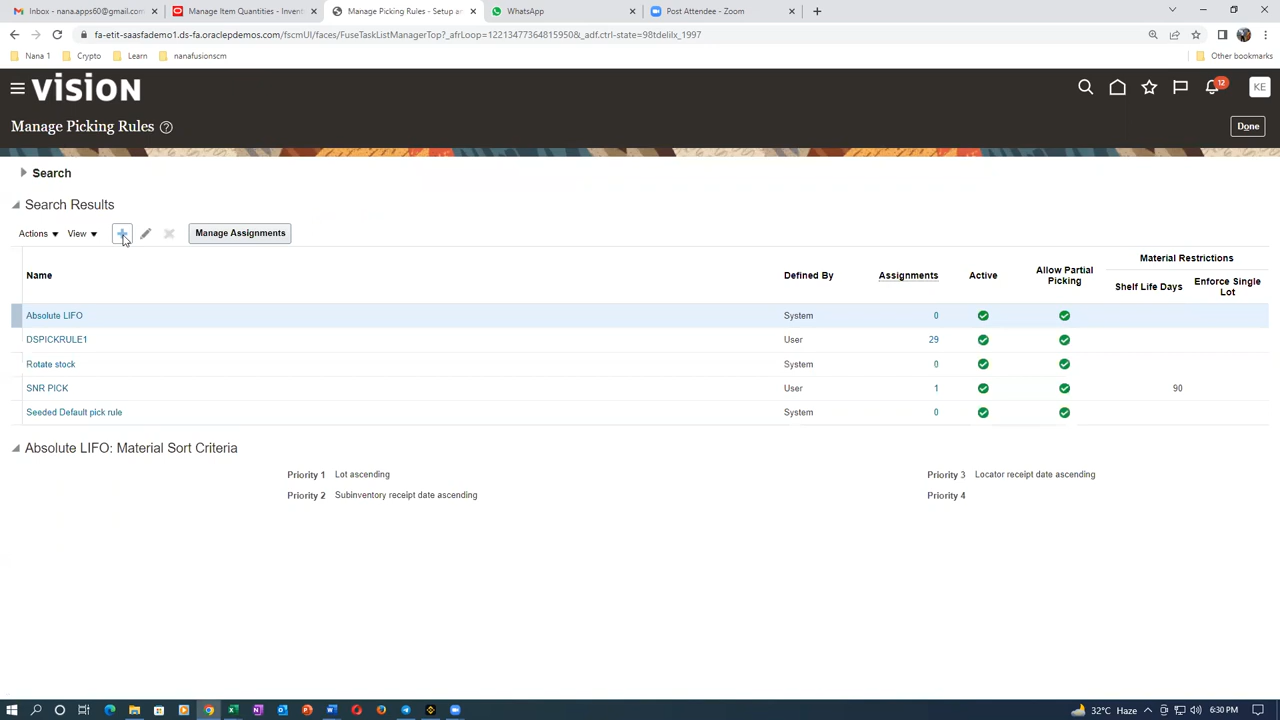 Inbox - nana.apps60@gmail.com
Manage Item Quantities - Invent
Manage Picking Rules - Setup a
WhatsApp
Post Attendee - Zoom
fa-etit-saasfademo1.ds-fa.oraclepdemos.com/fscmUI/faces/FuseTaskListManagerTop?_afrLoop=12213477364815950&_adf.ctrl-state=98tdelilx_1997
Nana 1
Crypto
Learn
nanafusionscm
Other bookmarks
VISION
12
KE
Manage Picking Rules
Done
Search
Search Results
Actions View Manage Assignments
Material Restrictions
Name Defined By Assignments Active Allow Partial Picking Shelf Life Days Enforce Single Lot
Absolute LIFO System 0
DSPICKRULE1 User 29
Rotate stock System 0
SNR PICK User 1 90
Seeded Default pick rule System 0
Absolute LIFO: Material Sort Criteria
Priority 1 Lot ascending Priority 3 Locator receipt date ascending
Priority 2 Subinventory receipt date ascending Priority 4
32°C Haze 6:30 PM